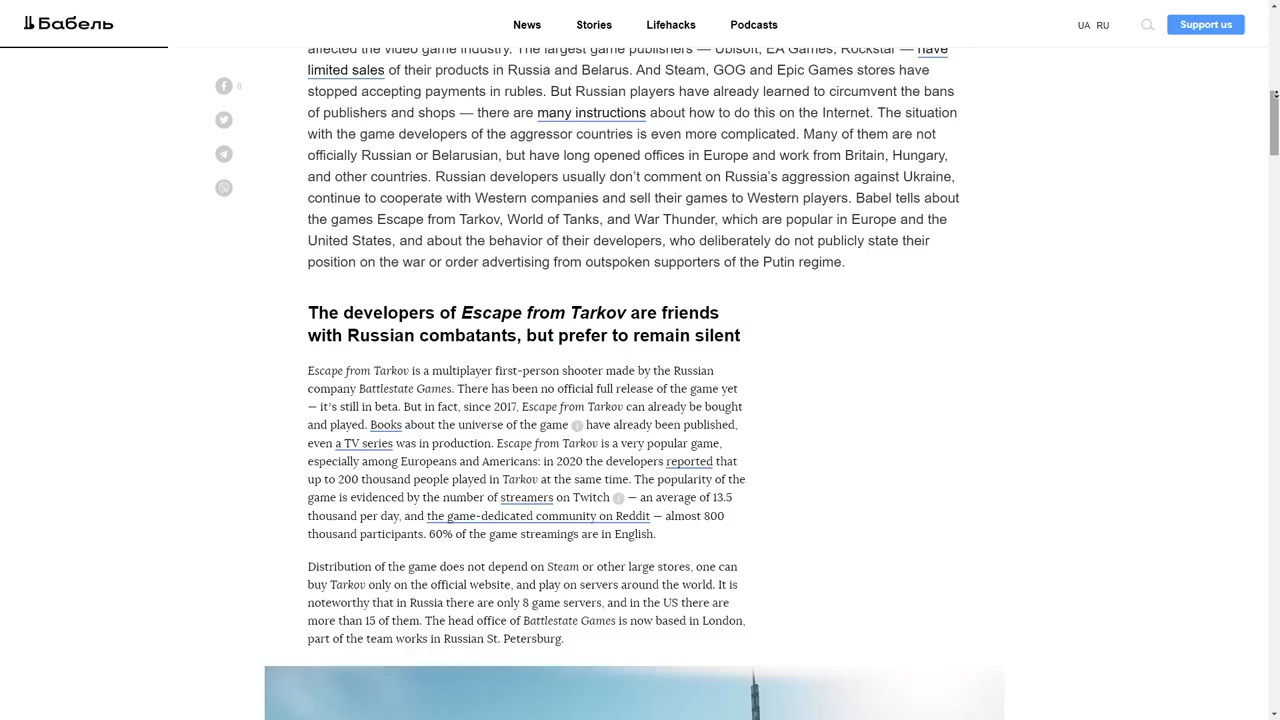 Бабель
News
Stories
Lifehacks
Podcasts
UA RU
Support us
8
affected the video game industry. The largest game publishers — Ubisoft, EA Games, Rockstar — have
limited sales of their products in Russia and Belarus. And Steam, GOG and Epic Games stores have
stopped accepting payments in rubles. But Russian players have already learned to circumvent the bans
of publishers and shops — there are many instructions about how to do this on the Internet. The situation
with the game developers of the aggressor countries is even more complicated. Many of them are not
officially Russian or Belarusian, but have long opened offices in Europe and work from Britain, Hungary,
and other countries. Russian developers usually don’t comment on Russia’s aggression against Ukraine,
continue to cooperate with Western companies and sell their games to Western players. Babel tells about
the games Escape from Tarkov, World of Tanks, and War Thunder, which are popular in Europe and the
United States, and about the behavior of their developers, who deliberately do not publicly state their
position on the war or order advertising from outspoken supporters of the Putin regime.
The developers of Escape from Tarkov are friends
with Russian combatants, but prefer to remain silent
Escape from Tarkov is a multiplayer first-person shooter made by the Russian
company Battlestate Games. There has been no official full release of the game yet
— it’s still in beta. But in fact, since 2017, Escape from Tarkov can already be bought
and played. Books about the universe of the game have already been published,
even a TV series was in production. Escape from Tarkov is a very popular game,
especially among Europeans and Americans: in 2020 the developers reported that
up to 200 thousand people played in Tarkov at the same time. The popularity of the
game is evidenced by the number of streamers on Twitch — an average of 13.5
thousand per day, and the game-dedicated community on Reddit — almost 800
thousand participants. 60% of the game streamings are in English.
Distribution of the game does not depend on Steam or other large stores, one can
buy Tarkov only on the official website, and play on servers around the world. It is
noteworthy that in Russia there are only 8 game servers, and in the US there are
more than 15 of them. The head office of Battlestate Games is now based in London,
part of the team works in Russian St. Petersburg.